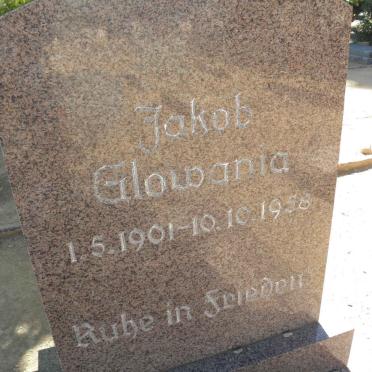 Jakob
Glowania
1.5.1901-10.10.1958
Ruhe in Frieden